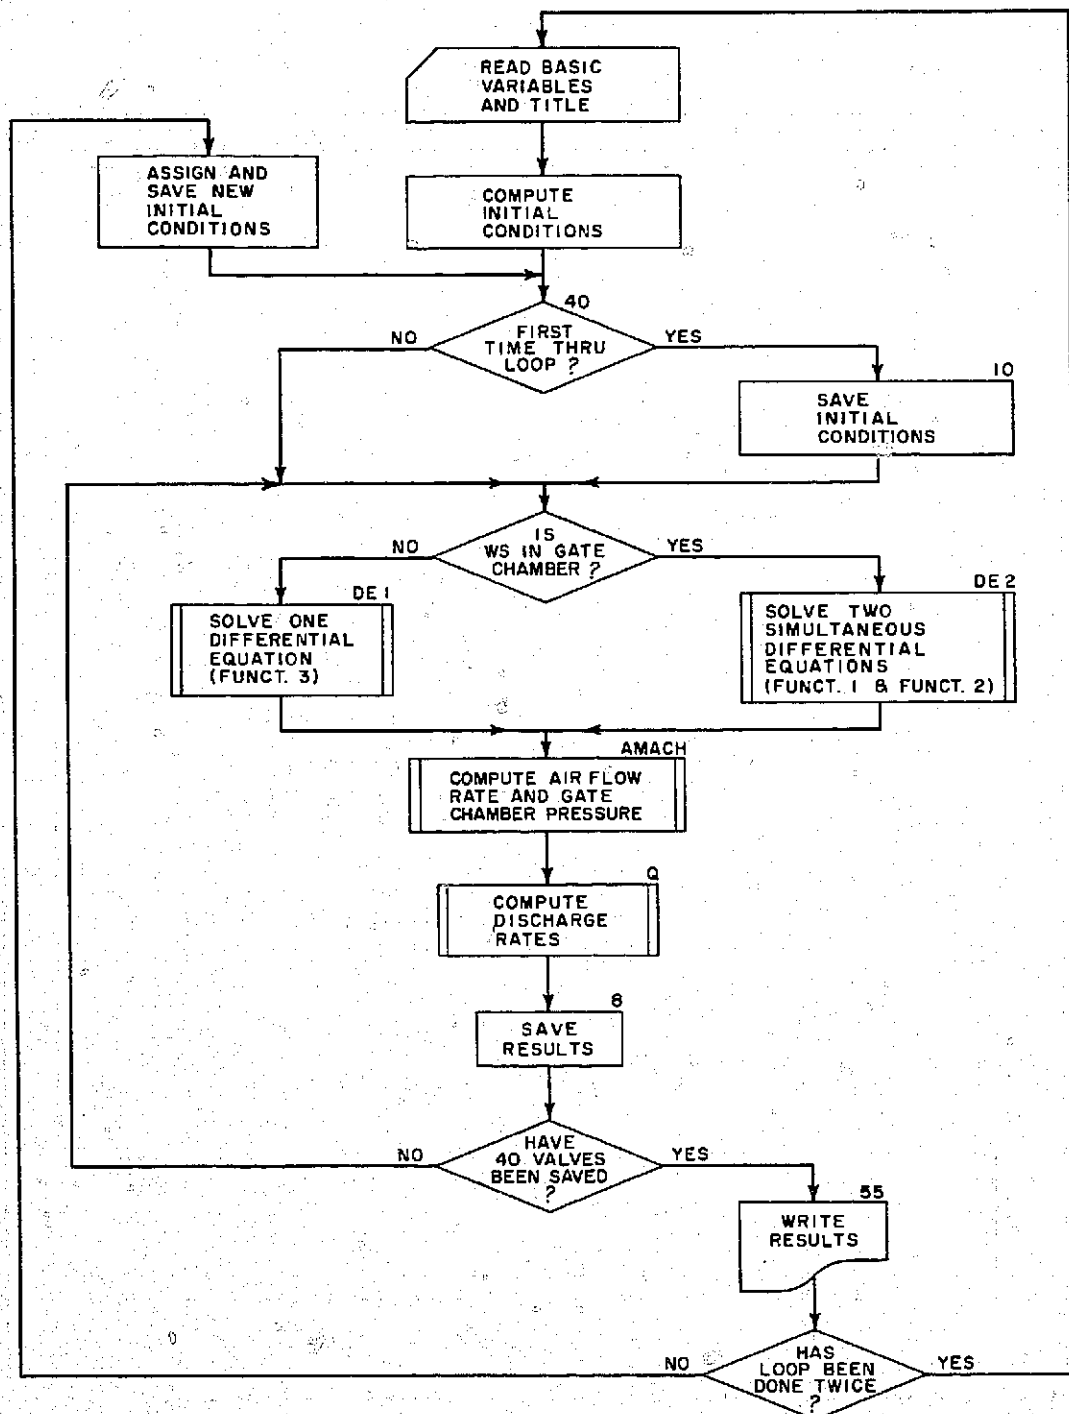 READ BASIC
VARIABLES
AND TITLE
ASSIGN AND
SAVE NEW
INITIAL
CONDITIONS
COMPUTE
INITIAL
CONDITIONS
40
FIRST
TIME THRU
LOOP ?
NO
YES
10
SAVE
INITIAL
CONDITIONS
IS
WS IN GATE
CHAMBER ?
NO
YES
DE 1
SOLVE ONE
DIFFERENTIAL
EQUATION
(FUNCT. 3)
DE 2
SOLVE TWO
SIMULTANEOUS
DIFFERENTIAL
EQUATIONS
(FUNCT. 1 & FUNCT. 2)
AMACH
COMPUTE AIR FLOW
RATE AND GATE
CHAMBER PRESSURE
Q
COMPUTE
DISCHARGE
RATES
8
SAVE
RESULTS
HAVE
40 VALVES
BEEN SAVED
?
NO
YES
55
WRITE
RESULTS
HAS
LOOP BEEN
DONE TWICE
?
NO
YES